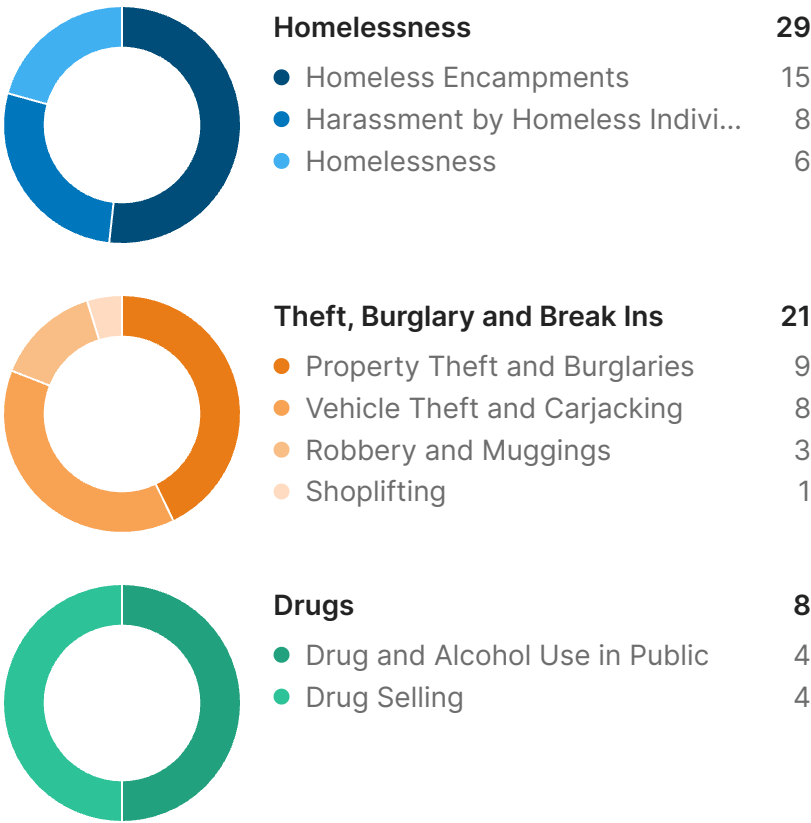 Homelessness 29
Homeless Encampments 15
Harassment by Homeless Indivi... 8
Homelessness 6
Theft, Burglary and Break Ins 21
Property Theft and Burglaries 9
Vehicle Theft and Carjacking 8
Robbery and Muggings 3
Shoplifting 1
Drugs 8
Drug and Alcohol Use in Public 4
Drug Selling 4